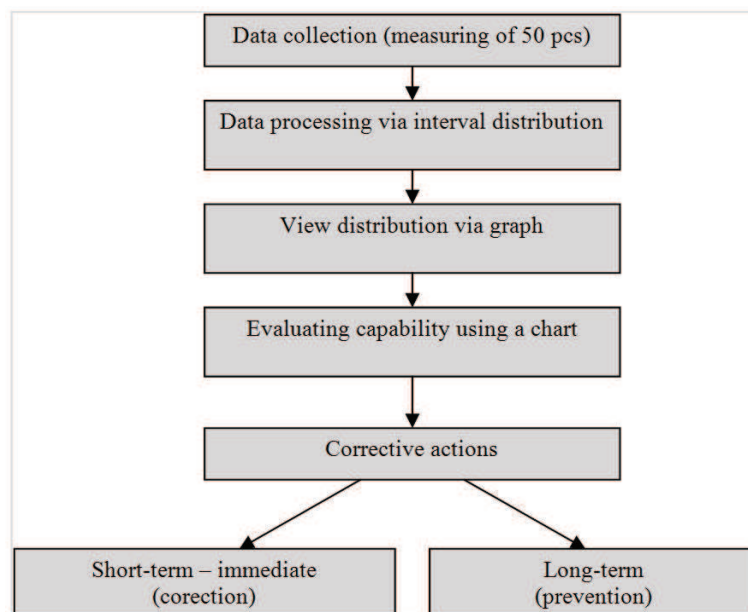 Data collection (measuring of 50 pcs)
Data processing via interval distribution
View distribution via graph
Evaluating capability using a chart
Corrective actions
Short-term – immediate
(corection)
Long-term
(prevention)